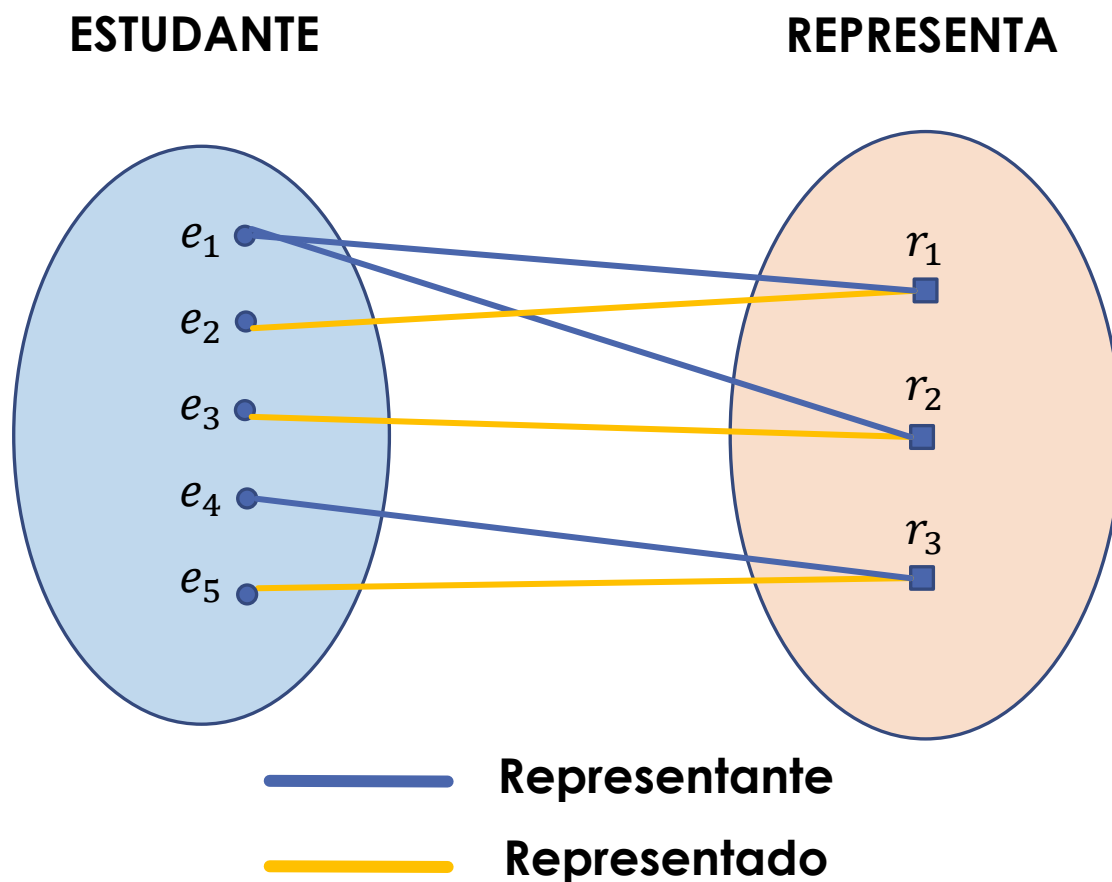 ESTUDANTE
REPRESENTA
e₁
r₁
e₂
e₃
r₂
e₄
r₃
e₅
Representante
Representado